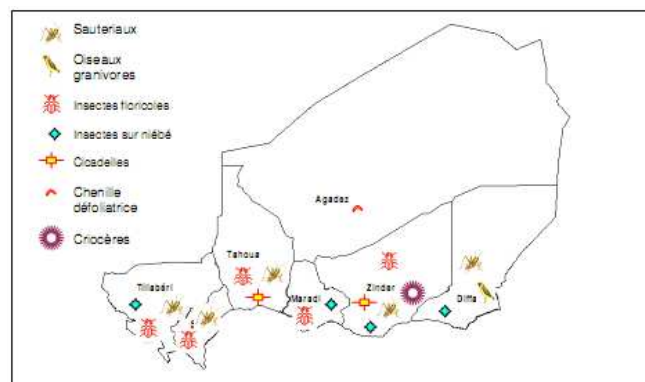 Sauteriaux
Oiseaux
granivores
Insectes floricoles
Insectes sur niébé
Cicadelles
Chenille
défoliatrice
Criocères
Agadez
Tahoua
Tillabéri
Maradi
Zinder
Diffa